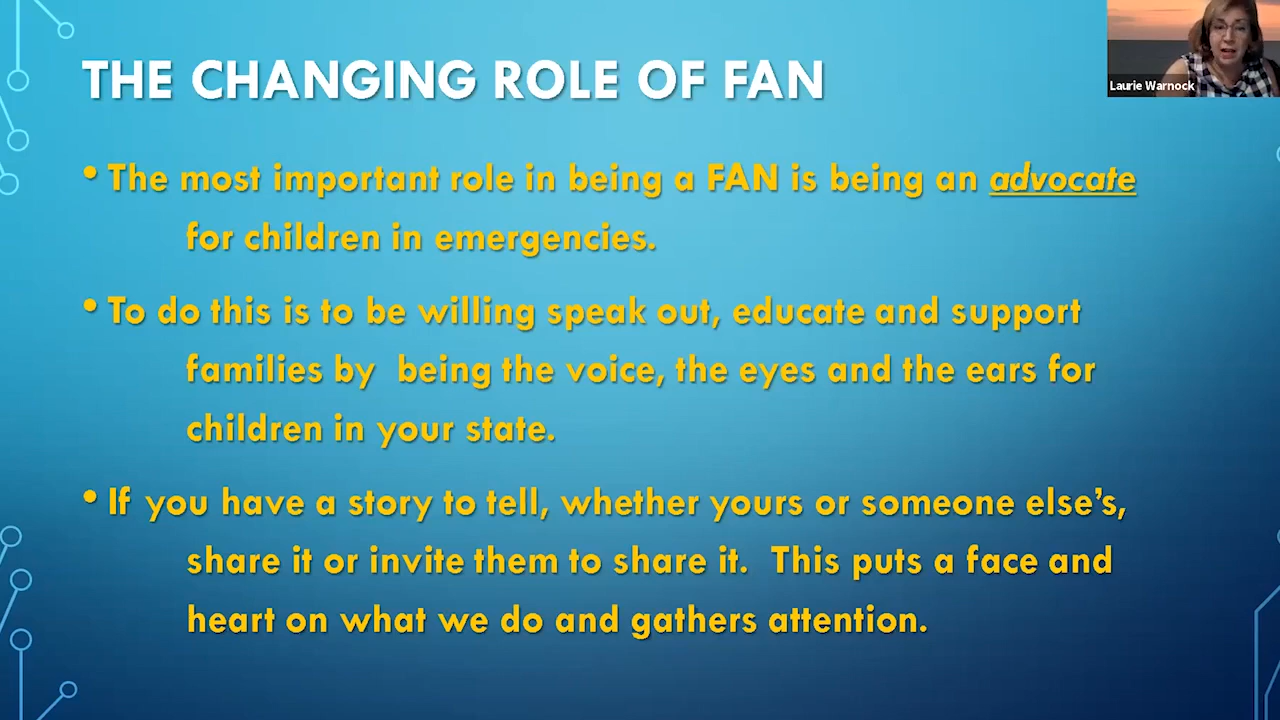 THE CHANGING ROLE OF FAN
Laurie Warnock
• The most important role in being a FAN is being an advocate
for children in emergencies.
• To do this is to be willing speak out, educate and support
families by being the voice, the eyes and the ears for
children in your state.
• If you have a story to tell, whether yours or someone else’s,
share it or invite them to share it. This puts a face and
heart on what we do and gathers attention.